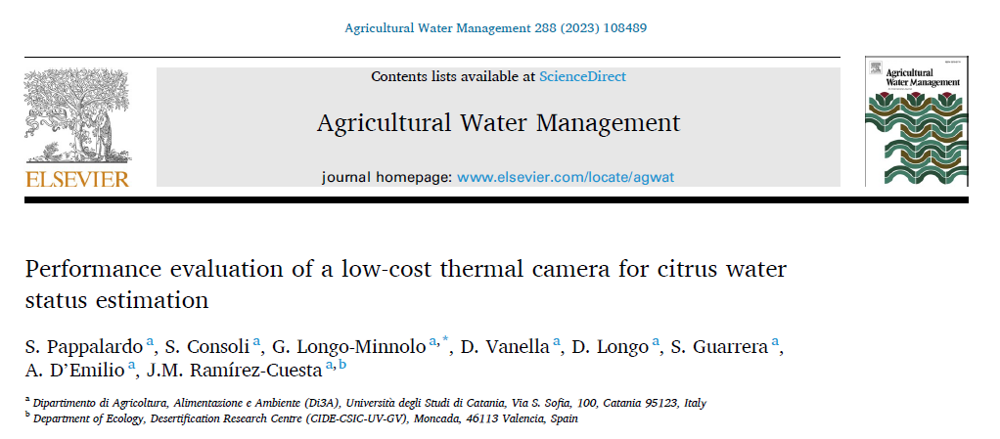 Agricultural Water Management 288 (2023) 108489
Contents lists available at ScienceDirect
Agricultural Water Management
journal homepage: www.elsevier.com/locate/agwat
ELSEVIER
Agricultural
Water Management
Performance evaluation of a low-cost thermal camera for citrus water
status estimation
S. Pappalardo a, S. Consoli a, G. Longo-Minnolo a,*, D. Vanella a, D. Longo a, S. Guarrera a,
A. D’Emilio a, J.M. Ramírez-Cuesta a,b
a Dipartimento di Agricoltura, Alimentazione e Ambiente (Di3A), Università degli Studi di Catania, Via S. Sofia, 100, Catania 95123, Italy
b Department of Ecology, Desertification Research Centre (CIDE-CSIC-UV-GV), Moncada, 46113 Valencia, Spain